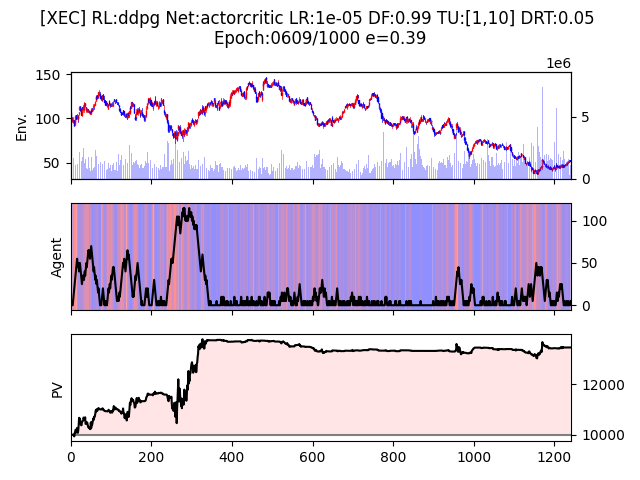 [XEC] RL:ddpg Net:actorcritic LR:1e-05 DF:0.99 TU:[1,10] DRT:0.05
Epoch:0609/1000 e=0.39
1e6
150
100
50
Env.
5
0
Agent
100
50
0
PV
12000
10000
0
200
400
600
800
1000
1200